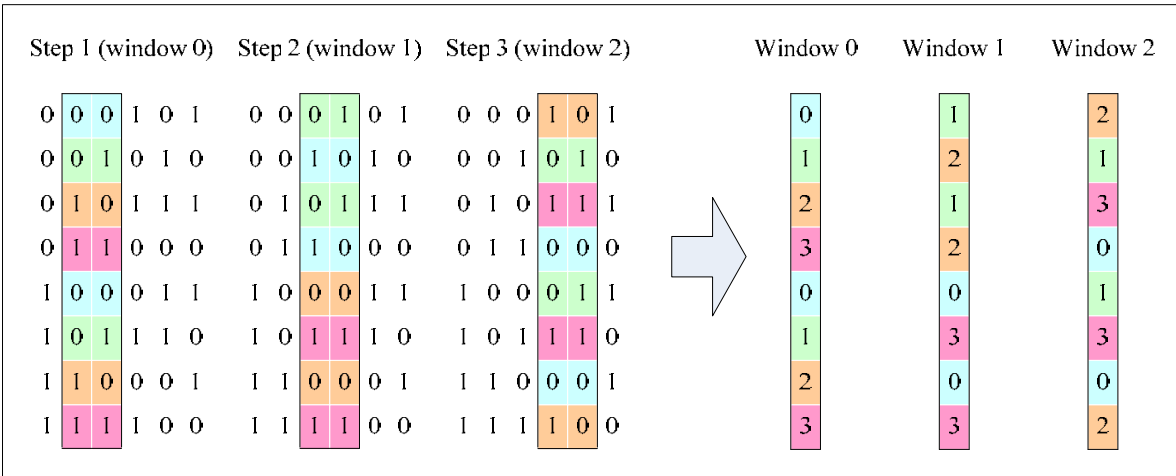 Step 1 (window 0) Step 2 (window 1) Step 3 (window 2) Window 0 Window 1 Window 2
0 0 0 1 0 1 0 0 0 1 0 1 0 0 0 1 0 1 0 1 2
0 0 1 0 1 0 0 0 1 0 1 0 0 0 1 0 1 0 1 2 1
0 1 0 1 1 1 0 1 0 1 1 1 0 1 0 1 1 1 2 1 3
0 1 1 0 0 0 0 1 1 0 0 0 0 1 1 0 0 0 3 2 0
1 0 0 0 1 1 1 0 0 0 1 1 1 0 0 0 1 1 0 0 1
1 0 1 1 1 0 1 0 1 1 1 0 1 0 1 1 1 0 1 3 3
1 1 0 0 0 1 1 1 0 0 0 1 1 1 0 0 0 1 2 0 0
1 1 1 1 0 0 1 1 1 1 0 0 1 1 1 1 0 0 3 3 2